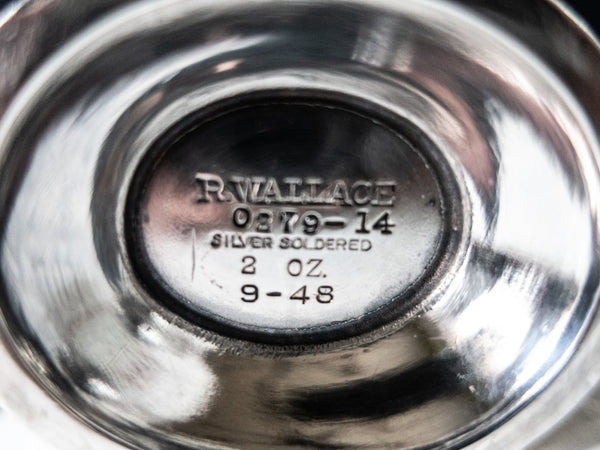 R.WALLACE
0279-14
SILVER SOLDERED
2 OZ.
9-48